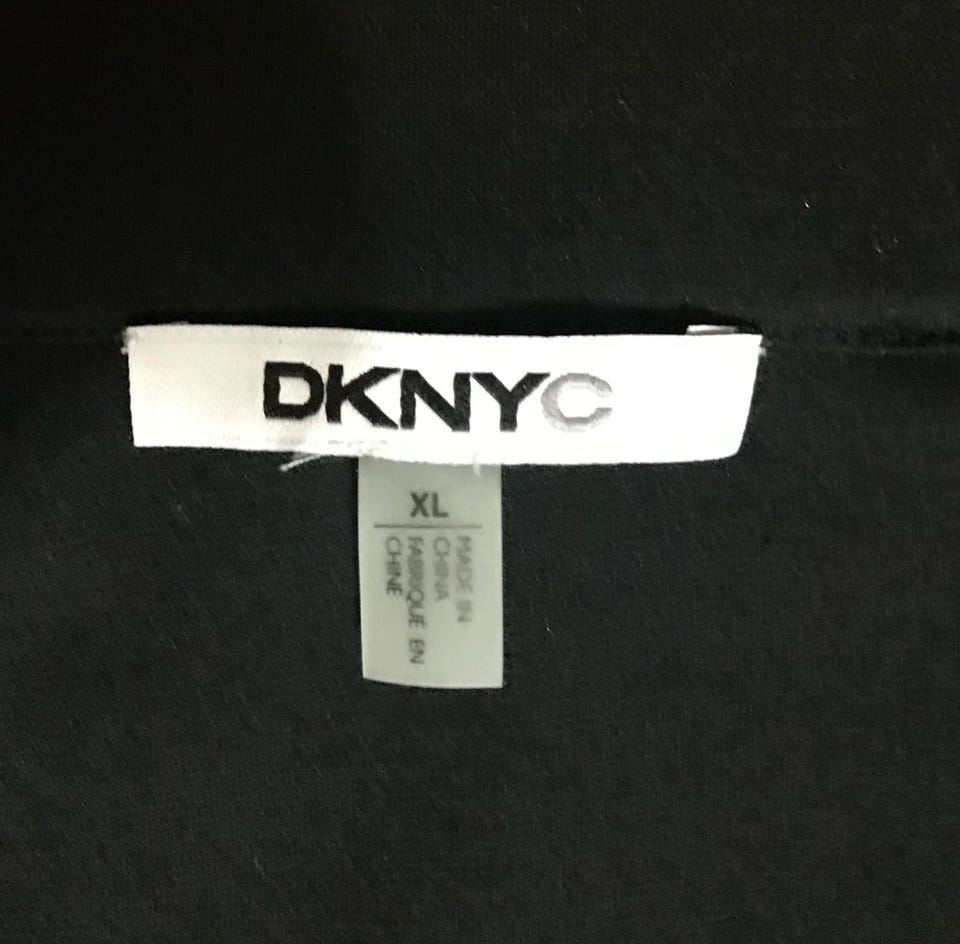 DKNYC
XL
MADE IN
CHINA
FABRIQUÉ EN
CHINE